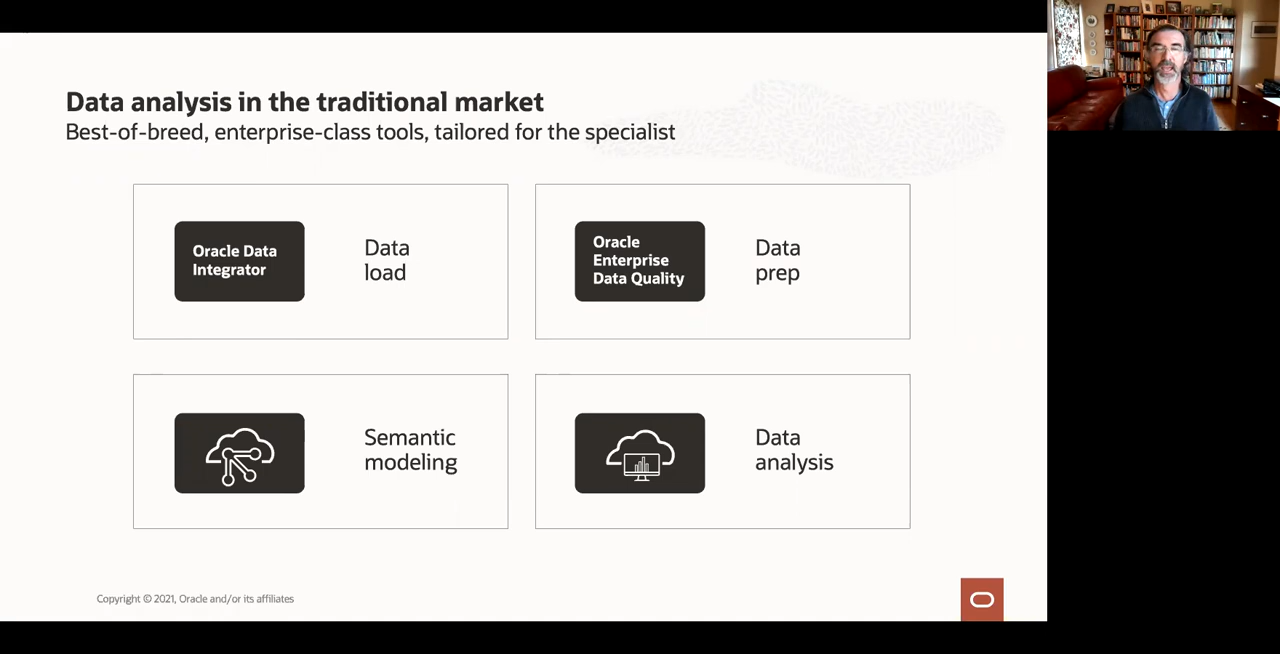 Data analysis in the traditional market
Best-of-breed, enterprise-class tools, tailored for the specialist
Oracle Data
Integrator
Data
load
Oracle
Enterprise
Data Quality
Data
prep
Semantic
modeling
Data
analysis
Copyright © 2021, Oracle and/or its affiliates